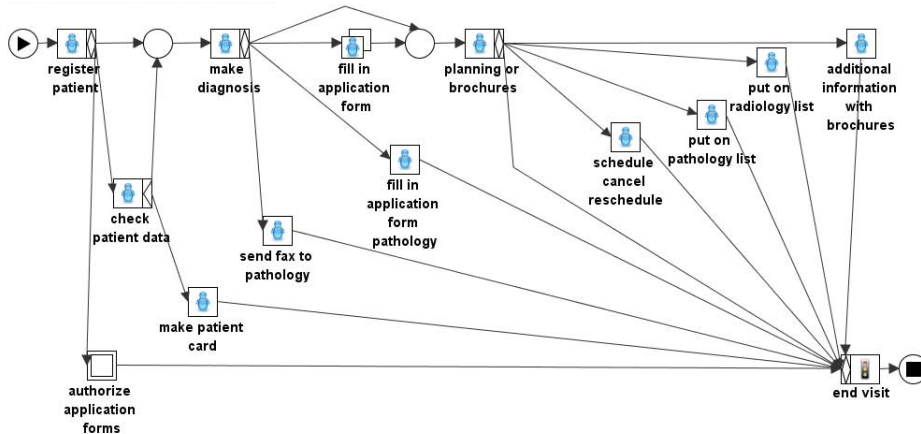 register
patient
make
diagnosis
fill in
application
form
planning or
brochures
put on
radiology list
additional
information
with
brochures
put on
pathology list
schedule
cancel
reschedule
fill in
application
form
pathology
check
patient data
send fax to
pathology
make patient
card
authorize
application
forms
end visit